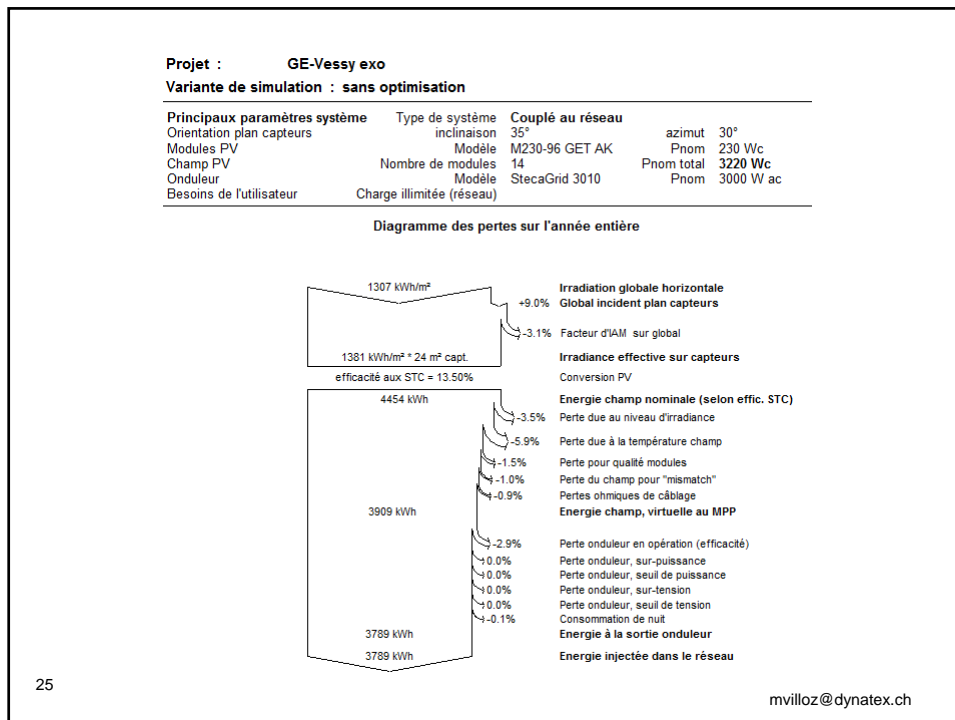 Projet : GE-Vessy exo
Variante de simulation : sans optimisation
Principaux paramètres système Type de système Couplé au réseau
Orientation plan capteurs inclinaison 35° azimut 30°
Modules PV Modèle M230-96 GET AK Pnom 230 Wc
Champ PV Nombre de modules 14 Pnom total 3220 Wc
Onduleur Modèle StecaGrid 3010 Pnom 3000 W ac
Besoins de l'utilisateur Charge illimitée (réseau)
Diagramme des pertes sur l'année entière
1307 kWh/m² Irradiation globale horizontale
+9.0% Global incident plan capteurs
-3.1% Facteur d'IAM sur global
1381 kWh/m² * 24 m² capt. Irradiance effective sur capteurs
efficacité aux STC = 13.50% Conversion PV
4454 kWh Energie champ nominale (selon effic. STC)
-3.5% Perte due au niveau d'irradiance
-5.9% Perte due à la température champ
-1.5% Perte pour qualité modules
-1.0% Perte du champ pour "mismatch"
-0.9% Pertes ohmiques de câblage
3909 kWh Energie champ, virtuelle au MPP
-2.9% Perte onduleur en opération (efficacité)
0.0% Perte onduleur, sur-puissance
0.0% Perte onduleur, seuil de puissance
0.0% Perte onduleur, sur-tension
0.0% Perte onduleur, seuil de tension
-0.1% Consommation de nuit
3789 kWh Energie à la sortie onduleur
3789 kWh Energie injectée dans le réseau
25
mvilloz@dynatex.ch